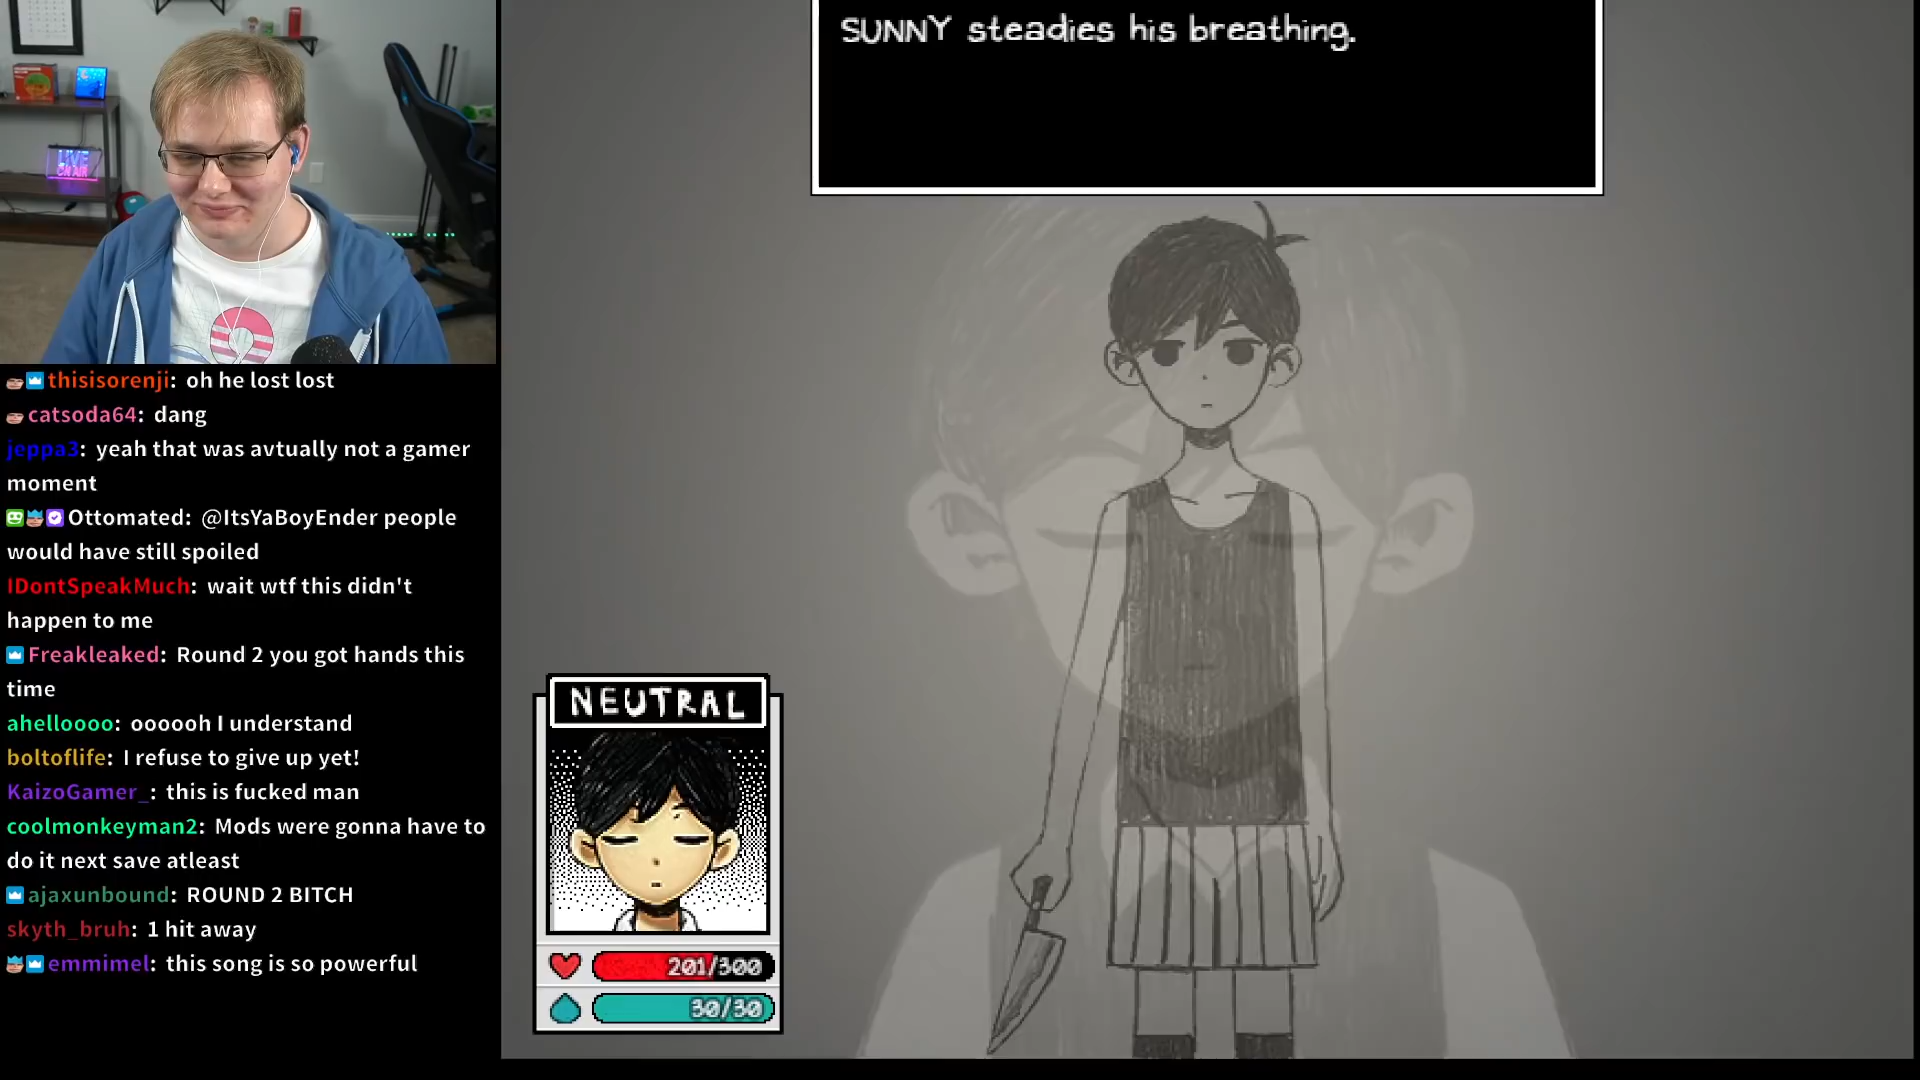 SUNNY steadies his breathing.
LIVE
ON AIR
thisisorenji: oh he lost lost
catsoda64: dang
jeppa3: yeah that was avtually not a gamer
moment
Ottomated: @ItsYaBoyEnder people
would have still spoiled
IDontSpeakMuch: wait wtf this didn't
happen to me
Freakleaked: Round 2 you got hands this
time
ahelloooo: oooooh I understand
boltoflife: I refuse to give up yet!
KaizoGamer_: this is fucked man
coolmonkeyman2: Mods were gonna have to
do it next save atleast
ajaxunbound: ROUND 2 BITCH
skyth_bruh: 1 hit away
emmimel: this song is so powerful
NEUTRAL
201/300
30/30